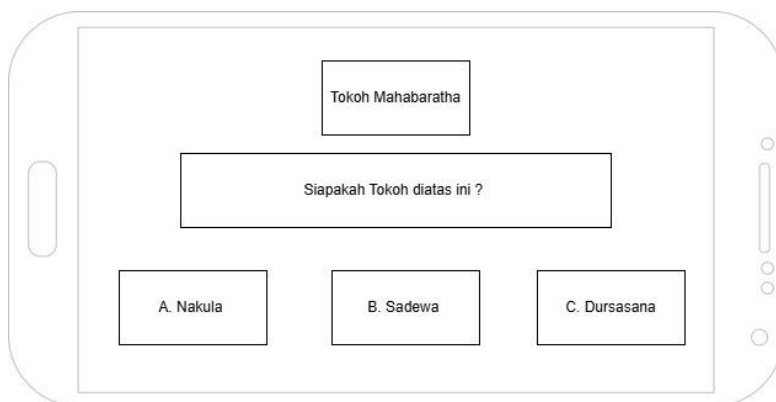 Tokoh Mahabaratha
Siapakah Tokoh diatas ini ?
A. Nakula
B. Sadewa
C. Dursasana